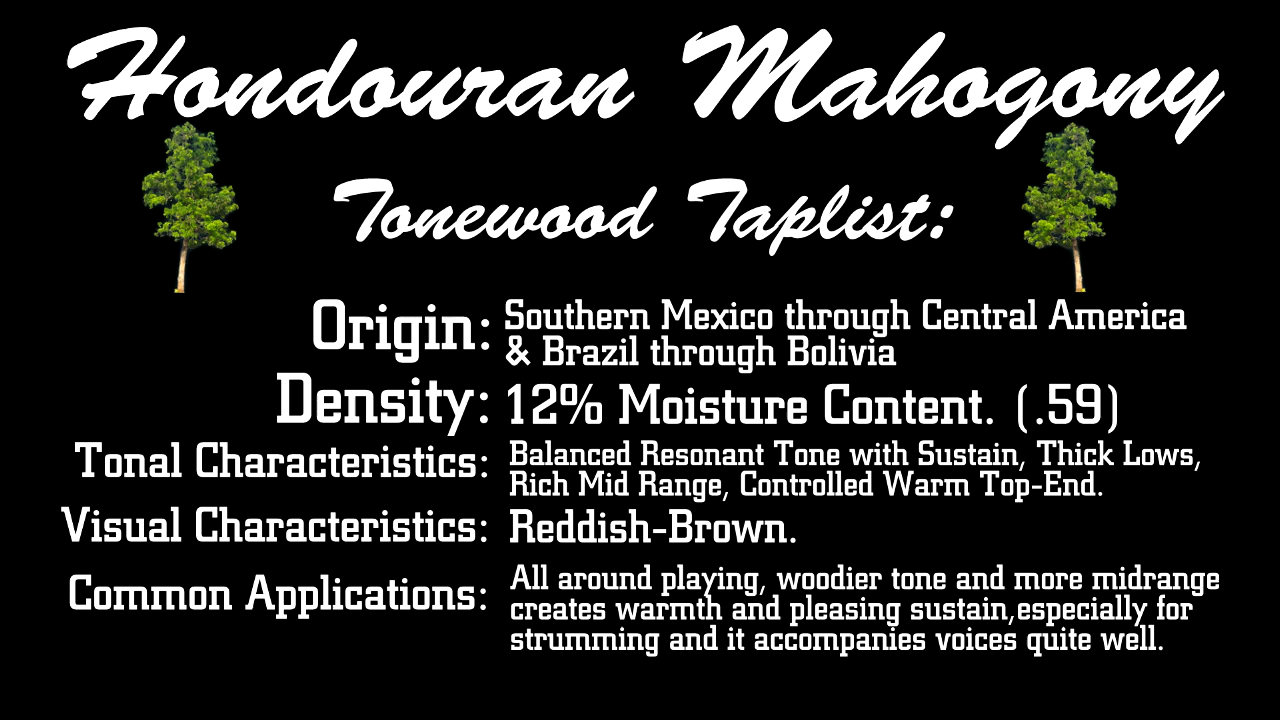 Hondouran Mahogony
Tonewood Taplist:
Origin: Southern Mexico through Central America
& Brazil through Bolivia
Density: 12% Moisture Content. (.59)
Tonal Characteristics: Balanced Resonant Tone with Sustain, Thick Lows,
Rich Mid Range, Controlled Warm Top-End.
Visual Characteristics: Reddish-Brown.
Common Applications: All around playing, woodier tone and more midrange
creates warmth and pleasing sustain,especially for
strumming and it accompanies voices quite well.